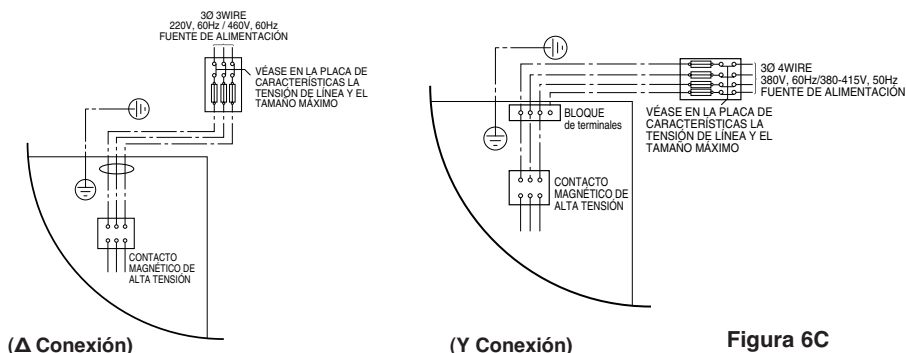 3Ø 3WIRE
220V, 60Hz / 460V, 60Hz
FUENTE DE ALIMENTACIÓN
VÉASE EN LA PLACA DE
CARACTERÍSTICAS LA
TENSIÓN DE LÍNEA Y EL
TAMAÑO MÁXIMO
CONTACTO
MAGNÉTICO DE
ALTA TENSIÓN
(Δ Conexión)
3Ø 4WIRE
380V, 60Hz/380-415V, 50Hz
FUENTE DE ALIMENTACIÓN
BLOQUE
de terminales
VÉASE EN LA PLACA DE
CARACTERÍSTICAS LA
TENSIÓN DE LÍNEA Y EL
TAMAÑO MÁXIMO
CONTACTO
MAGNÉTICO DE
ALTA TENSIÓN
(Y Conexión)
Figura 6C